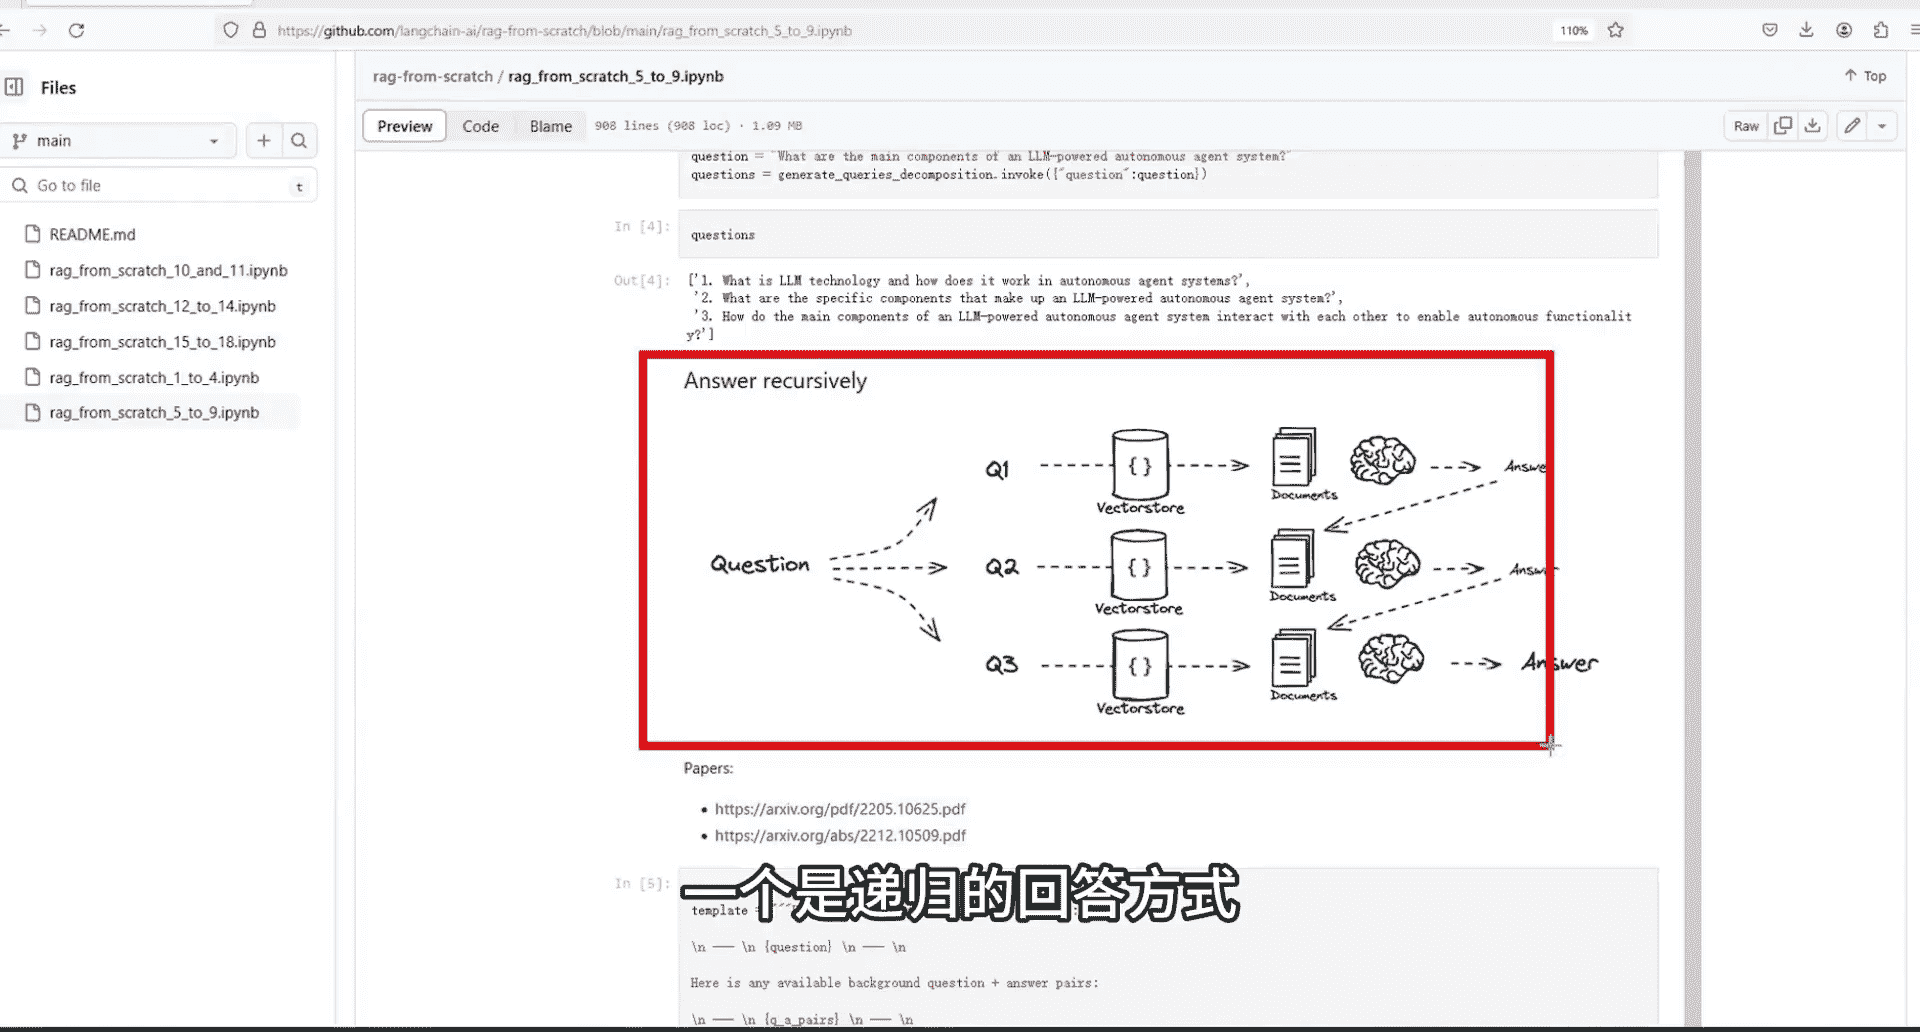 https://github.com/langchain-ai/rag-from-scratch/blob/main/rag_from_scratch_5_to_9.ipynb
110%
Files
rag-from-scratch / rag_from_scratch_5_to_9.ipynb
Top
main
Preview
Code
Blame
908 lines (908 loc) · 1.09 MB
Raw
Go to file
t
README.md
rag_from_scratch_10_and_11.ipynb
rag_from_scratch_12_to_14.ipynb
rag_from_scratch_15_to_18.ipynb
rag_from_scratch_1_to_4.ipynb
rag_from_scratch_5_to_9.ipynb
question = "What are the main components of an LLM-powered autonomous agent system?"
questions = generate_queries_decomposition.invoke({"question":question})
In [4]:
questions
Out[4]:
['1. What is LLM technology and how does it work in autonomous agent systems?',
'2. What are the specific components that make up an LLM-powered autonomous agent system?',
'3. How do the main components of an LLM-powered autonomous agent system interact with each other to enable autonomous functionalit
y?']
Answer recursively
Question
Q1
{ }
Vectorstore
Documents
Answe
Q2
{ }
Vectorstore
Documents
Answe
Q3
{ }
Vectorstore
Documents
Answer
Papers:
• https://arxiv.org/pdf/2205.10625.pdf
• https://arxiv.org/abs/2212.10509.pdf
In [5]:
一个是递归的回答方式
template =
\n --- \n {question} \n --- \n
Here is any available background question + answer pairs:
\n --- \n {q_a_pairs} \n --- \n